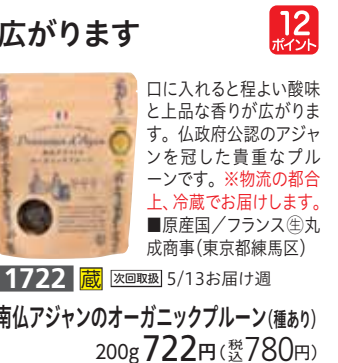 広がります
12
ポイント
口に入れると程よい酸味
と上品な香りが広がりま
す。仏政府公認のアジャ
ンを冠した貴重なプル
ーンです。※物流の都合
上、冷蔵でお届けします。
■原産国／フランス㊓丸
成商事(東京都練馬区)
1722 蔵 次回取扱 5/13お届け週
南仏アジャンのオーガニックプルーン(種あり)
200g 722円(税780円)